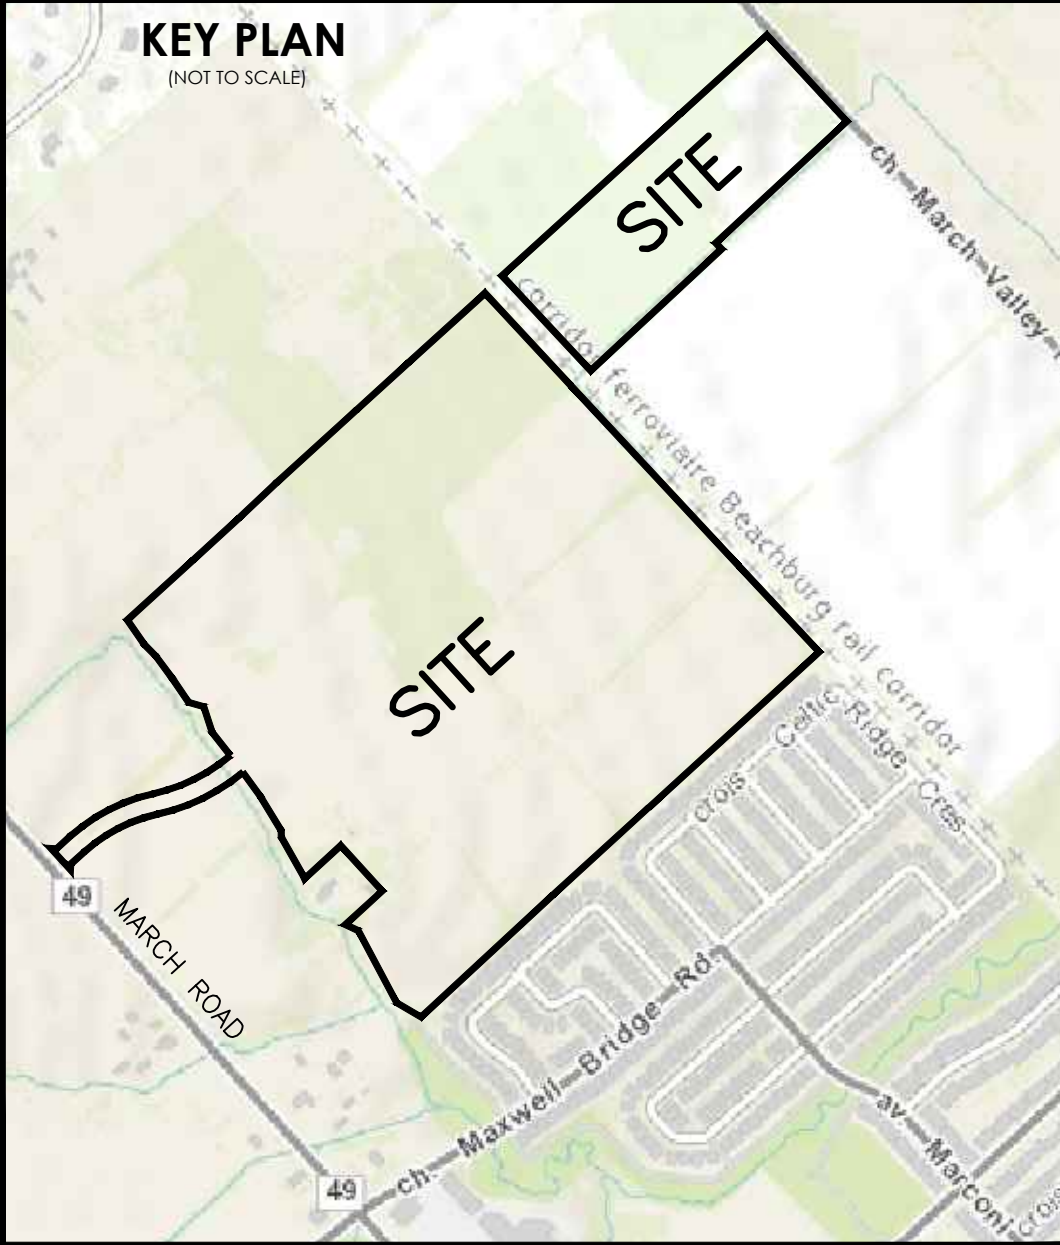 KEY PLAN
(NOT TO SCALE)
SITE
ch March Valley
corridor ferroviaire Beachburg rail corridor
SITE
crois Celtic Ridge Cres
49
MARCH ROAD
ch. Maxwell Bridge Rd
av Marconi
crois
49